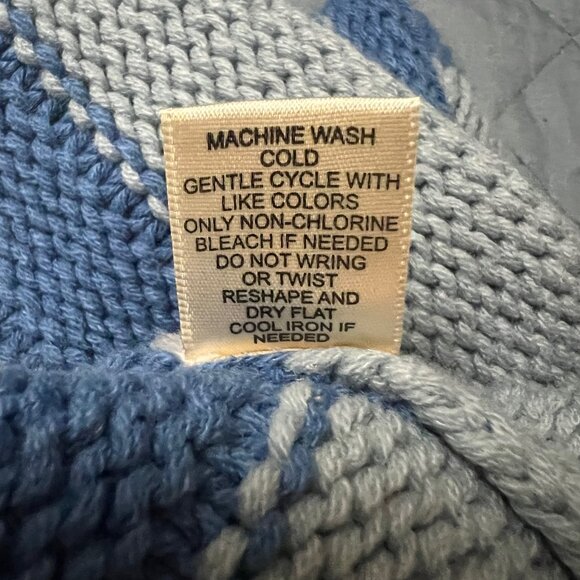 MACHINE WASH
COLD
GENTLE CYCLE WITH
LIKE COLORS
ONLY NON-CHLORINE
BLEACH IF NEEDED
DO NOT WRING
OR TWIST
RESHAPE AND
DRY FLAT
COOL IRON IF
NEEDED